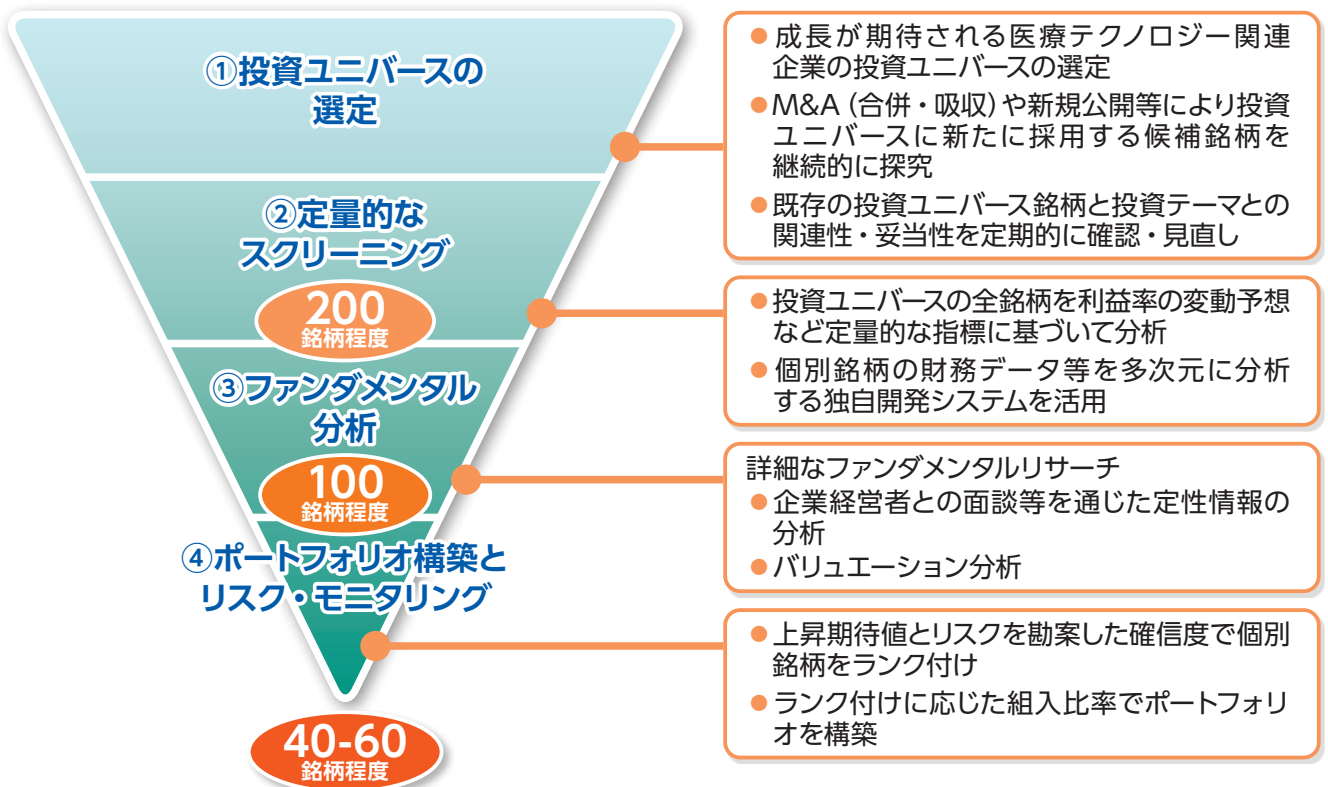 ①投資ユニバースの
選定
②定量的な
スクリーニング
200
銘柄程度
③ファンダメンタル
分析
100
銘柄程度
④ポートフォリオ構築と
リスク・モニタリング
40-60
銘柄程度
●成長が期待される医療テクノロジー関連
企業の投資ユニバースの選定
●M&A（合併・吸収）や新規公開等により投資
ユニバースに新たに採用する候補銘柄を
継続的に探究
●既存の投資ユニバース銘柄と投資テーマとの
関連性・妥当性を定期的に確認・見直し
●投資ユニバースの全銘柄を利益率の変動予想
など定量的な指標に基づいて分析
●個別銘柄の財務データ等を多次元に分析
する独自開発システムを活用
詳細なファンダメンタルリサーチ
●企業経営者との面談等を通じた定性情報の
分析
●バリュエーション分析
●上昇期待値とリスクを勘案した確信度で個別
銘柄をランク付け
●ランク付けに応じた組入比率でポートフォリ
オを構築